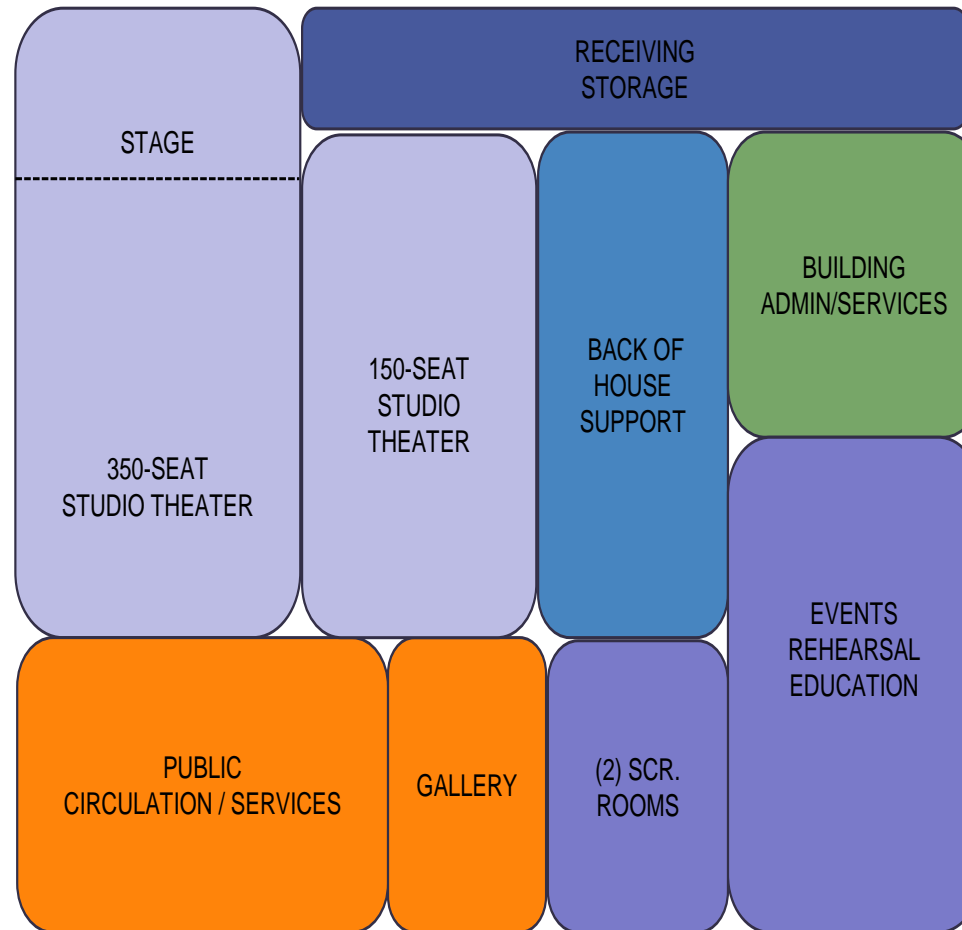 RECEIVING
STORAGE
STAGE
BUILDING
ADMIN/SERVICES
150-SEAT
STUDIO
THEATER
BACK OF
HOUSE
SUPPORT
350-SEAT
STUDIO THEATER
EVENTS
REHEARSAL
EDUCATION
PUBLIC
CIRCULATION / SERVICES
GALLERY
(2) SCR.
ROOMS